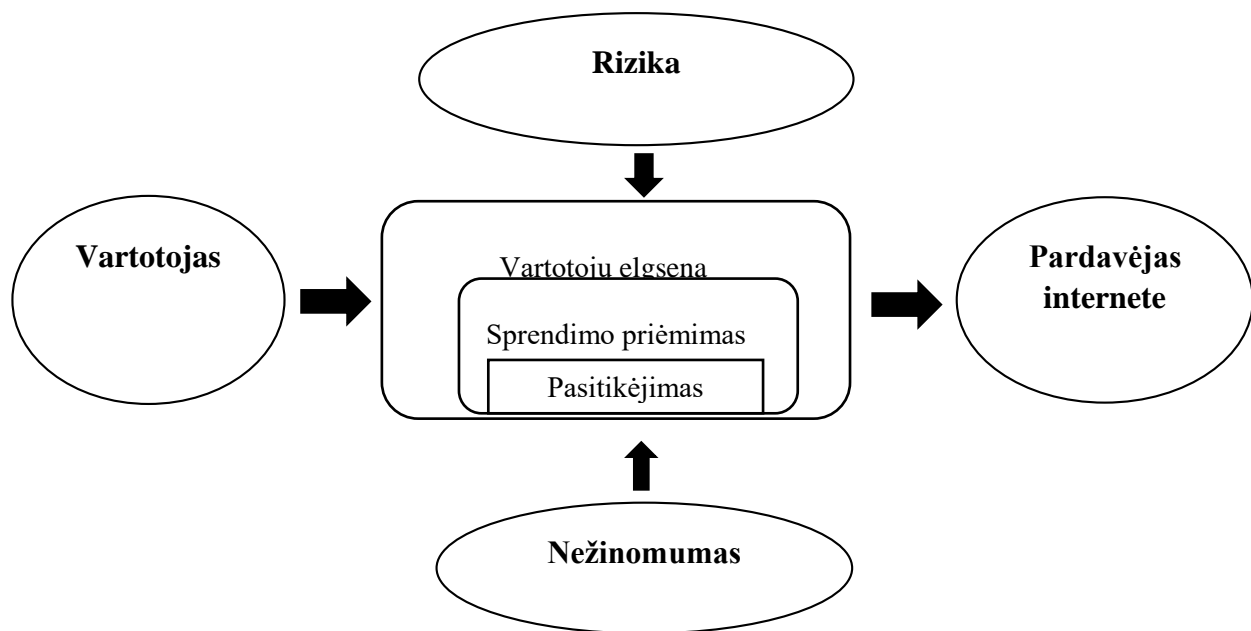 Rizika
Vartotojas
Vartotojų elgsena
Sprendimo priėmimas
Pasitikėjimas
Pardavėjas
internete
Nežinomumas